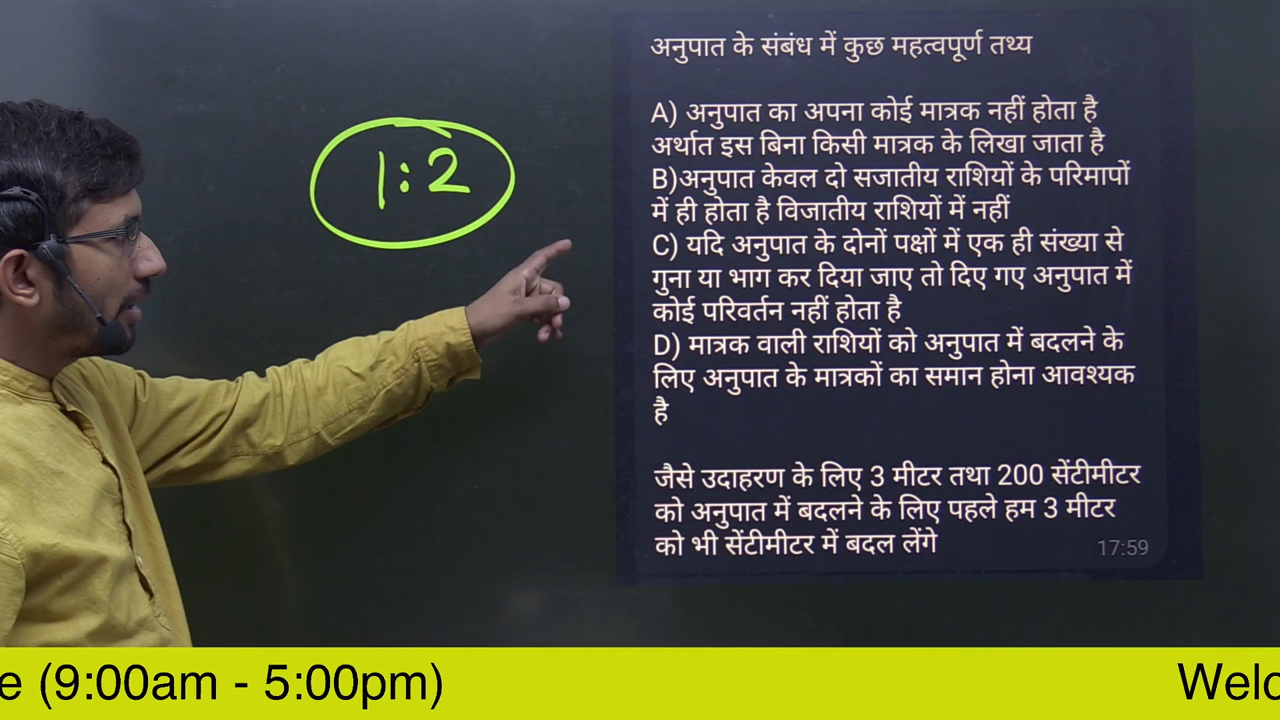 1:2
अनुपात के संबंध में कुछ महत्वपूर्ण तथ्य
A) अनुपात का अपना कोई मात्रक नहीं होता है
अर्थात इस बिना किसी मात्रक के लिखा जाता है
B)अनुपात केवल दो सजातीय राशियों के परिमापों
में ही होता है विजातीय राशियों में नहीं
C) यदि अनुपात के दोनों पक्षों में एक ही संख्या से
गुना या भाग कर दिया जाए तो दिए गए अनुपात में
कोई परिवर्तन नहीं होता है
D) मात्रक वाली राशियों को अनुपात में बदलने के
लिए अनुपात के मात्रकों का समान होना आवश्यक
है
जैसे उदाहरण के लिए 3 मीटर तथा 200 सेंटीमीटर
को अनुपात में बदलने के लिए पहले हम 3 मीटर
को भी सेंटीमीटर में बदल लेंगे
17:59
e (9:00am - 5:00pm)
Welc